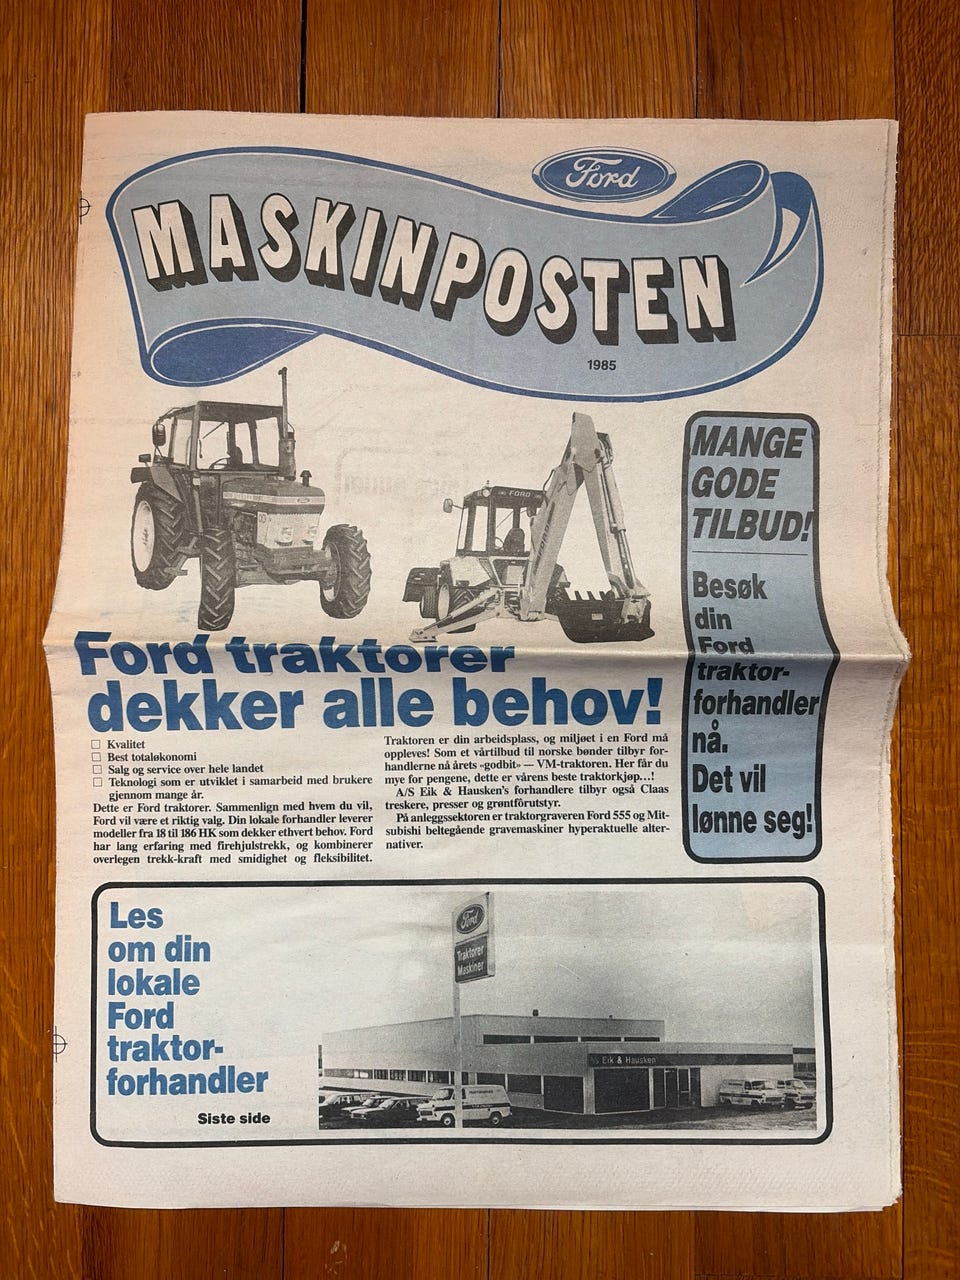 Ford
MASKINPOSTEN
1985
FORD
MANGE
GODE
TILBUD!
Besøk
din
Ford
traktor-
forhandler
nå.
Det vil
lønne seg!
Ford traktorer
dekker alle behov!
☐ Kvalitet
☐ Best totaløkonomi
☐ Salg og service over hele landet
☐ Teknologi som er utviklet i samarbeid med brukere
gjennom mange år.
Dette er Ford traktorer. Sammenlign med hvem du vil,
Ford vil være et riktig valg. Din lokale forhandler leverer
modeller fra 18 til 186 HK som dekker ethvert behov. Ford
har lang erfaring med firehjulstrekk, og kombinerer
overlegen trekk-kraft med smidighet og fleksibilitet.
Traktoren er din arbeidsplass, og miljøet i en Ford må
oppleves! Som et vårtilbud til norske bønder tilbyr for-
handlerne nå årets «godbit» — VM-traktoren. Her får du
mye for pengene, dette er vårens beste traktorkjøp...!
A/S Eik & Hausken's forhandlere tilbyr også Claas
treskere, presser og grøntfôrutstyr.
På anleggssektoren er traktorgraveren Ford 555 og Mit-
subishi beltegående gravemaskiner hyperaktuelle alter-
nativer.
Les
om din
lokale
Ford
traktor-
forhandler
Siste side
Ford
Traktorer
Maskiner
A/S Eik & Hausken